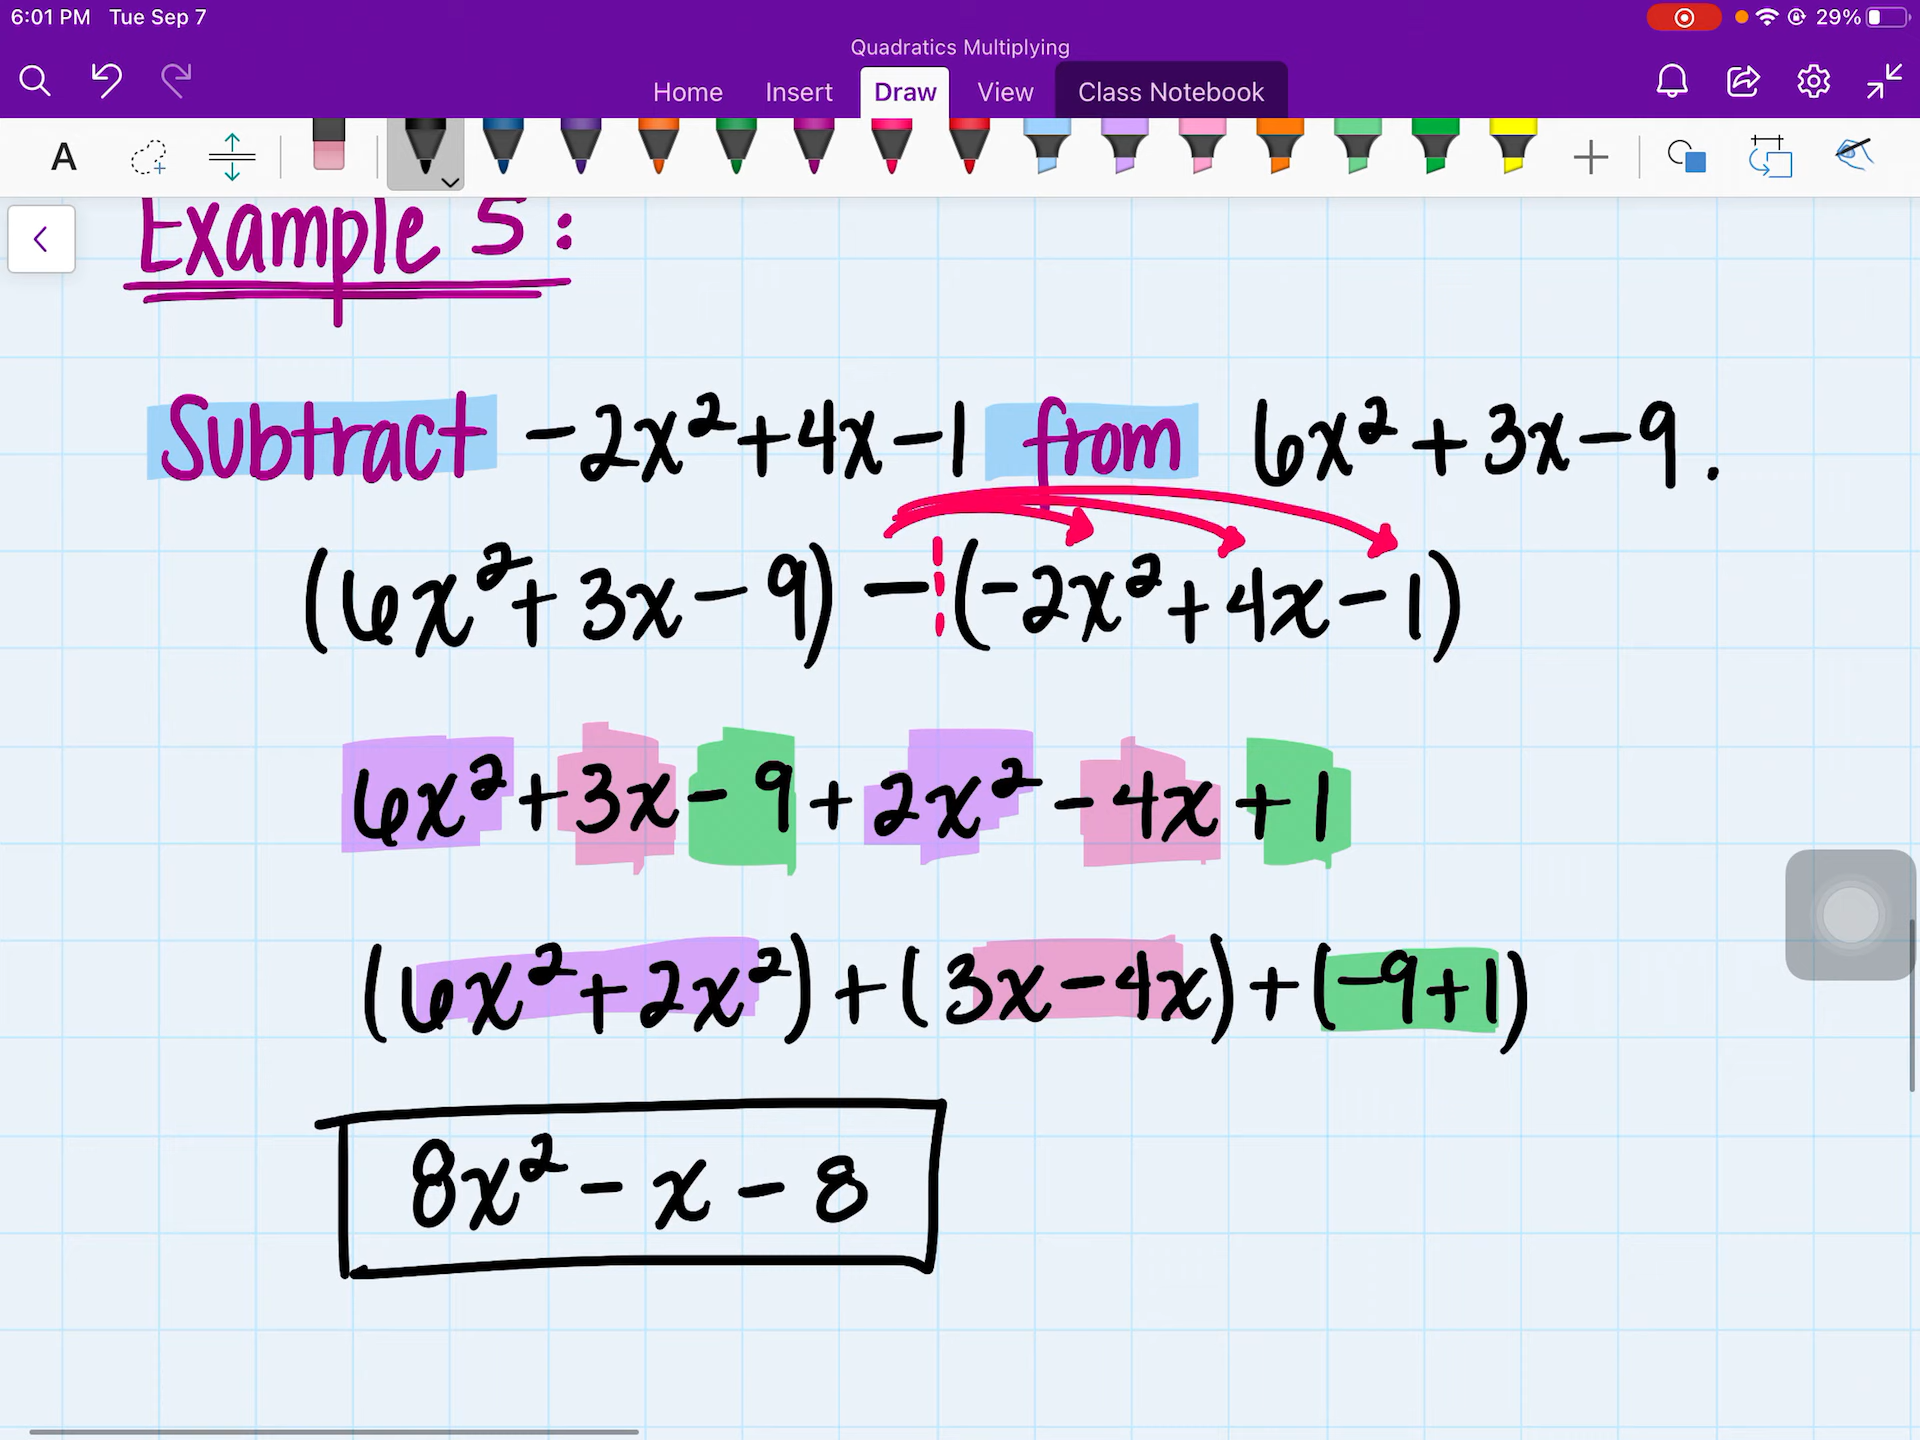 6:01 PM Tue Sep 7 29%
Quadratics Multiplying
Home Insert Draw View Class Notebook
A
Example 5:
Subtract -2x²+4x-1 from 6x²+3x-9.
(6x²+3x-9) - (-2x²+4x-1)
6x²+3x-9+2x²-4x+1
(6x²+2x²)+(3x-4x)+(-9+1)
8x²-x-8